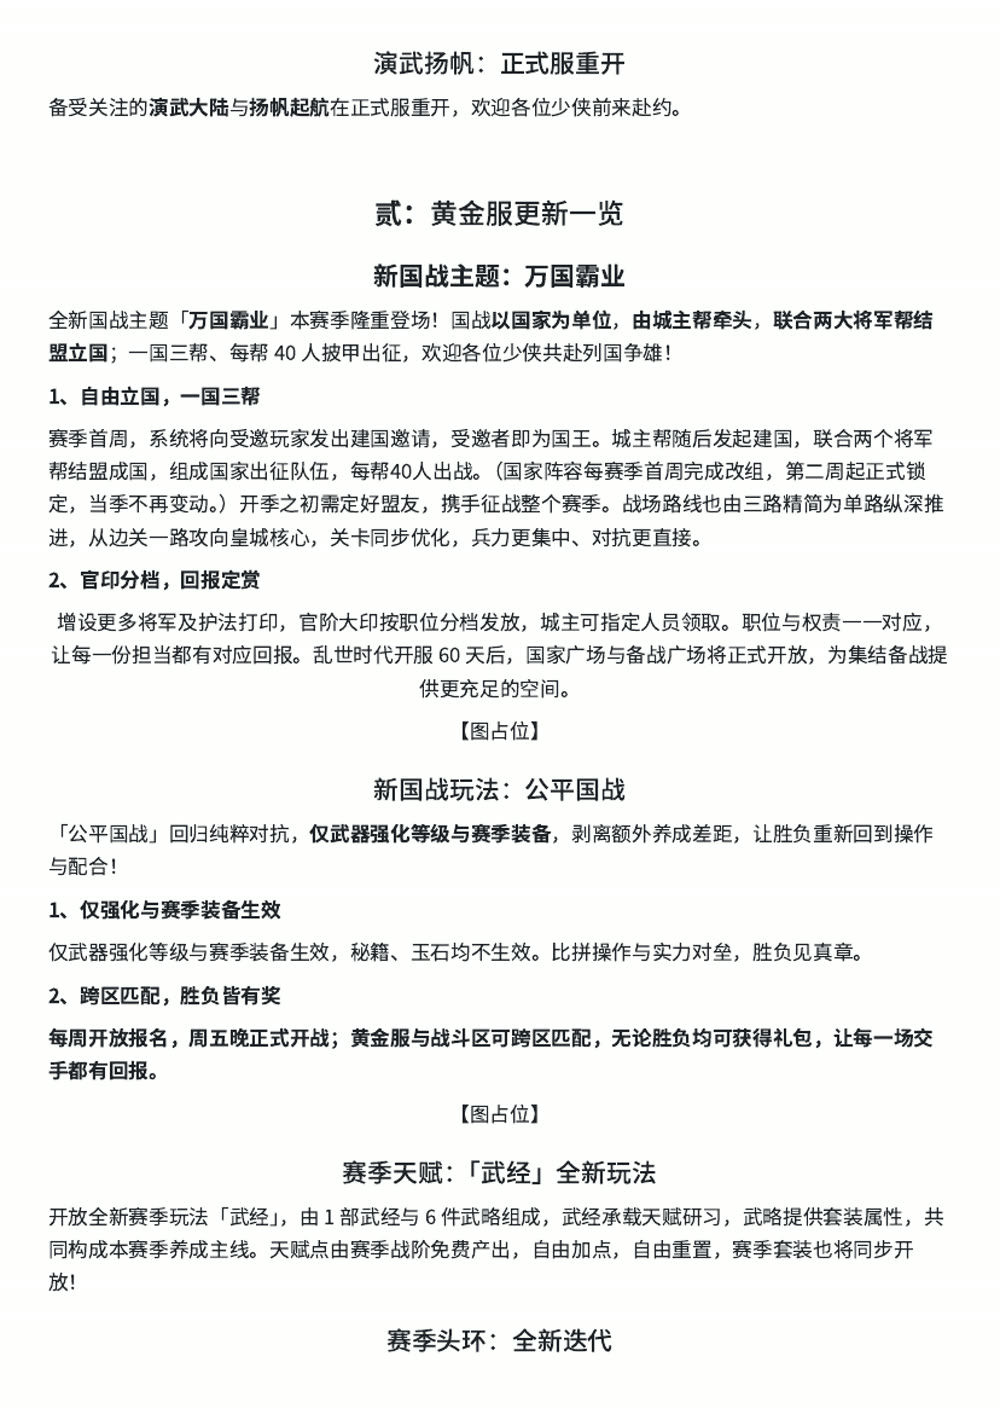 演武扬帆：正式服重开
备受关注的演武大陆与扬帆起航在正式服重开，欢迎各位少侠前来赴约。
贰：黄金服更新一览
新国战主题：万国霸业
全新国战主题「万国霸业」本赛季隆重登场！国战以国家为单位，由城主帮牵头，联合两大将军帮结
盟立国；一国三帮、每帮 40 人披甲出征，欢迎各位少侠共赴列国争雄！
1、自由立国，一国三帮
赛季首周，系统将向受邀玩家发出建国邀请，受邀者即为国王。城主帮随后发起建国，联合两个将军
帮结盟成国，组成国家出征队伍，每帮40人出战。（国家阵容每赛季首周完成改组，第二周起正式锁
定，当季不再变动。）开季之初需定好盟友，携手征战整个赛季。战场路线也由三路精简为单路纵深推
进，从边关一路攻向皇城核心，关卡同步优化，兵力更集中、对抗更直接。
2、官印分档，回报定赏
增设更多将军及护法打印，官阶大印按职位分档发放，城主可指定人员领取。职位与权责一一对应，
让每一份担当都有对应回报。乱世时代开服 60 天后，国家广场与备战广场将正式开放，为集结备战提
供更充足的空间。
【图占位】
新国战玩法：公平国战
「公平国战」回归纯粹对抗，仅武器强化等级与赛季装备，剥离额外养成差距，让胜负重新回到操作
与配合！
1、仅强化与赛季装备生效
仅武器强化等级与赛季装备生效，秘籍、玉石均不生效。比拼操作与实力对垒，胜负见真章。
2、跨区匹配，胜负皆有奖
每周开放报名，周五晚正式开战；黄金服与战斗区可跨区匹配，无论胜负均可获得礼包，让每一场交
手都有回报。
【图占位】
赛季天赋：「武经」全新玩法
开放全新赛季玩法「武经」，由 1 部武经与 6 件武略组成，武经承载天赋研习，武略提供套装属性，共
同构成本赛季养成主线。天赋点由赛季战阶免费产出，自由加点，自由重置，赛季套装也将同步开
放！
赛季头环：全新迭代